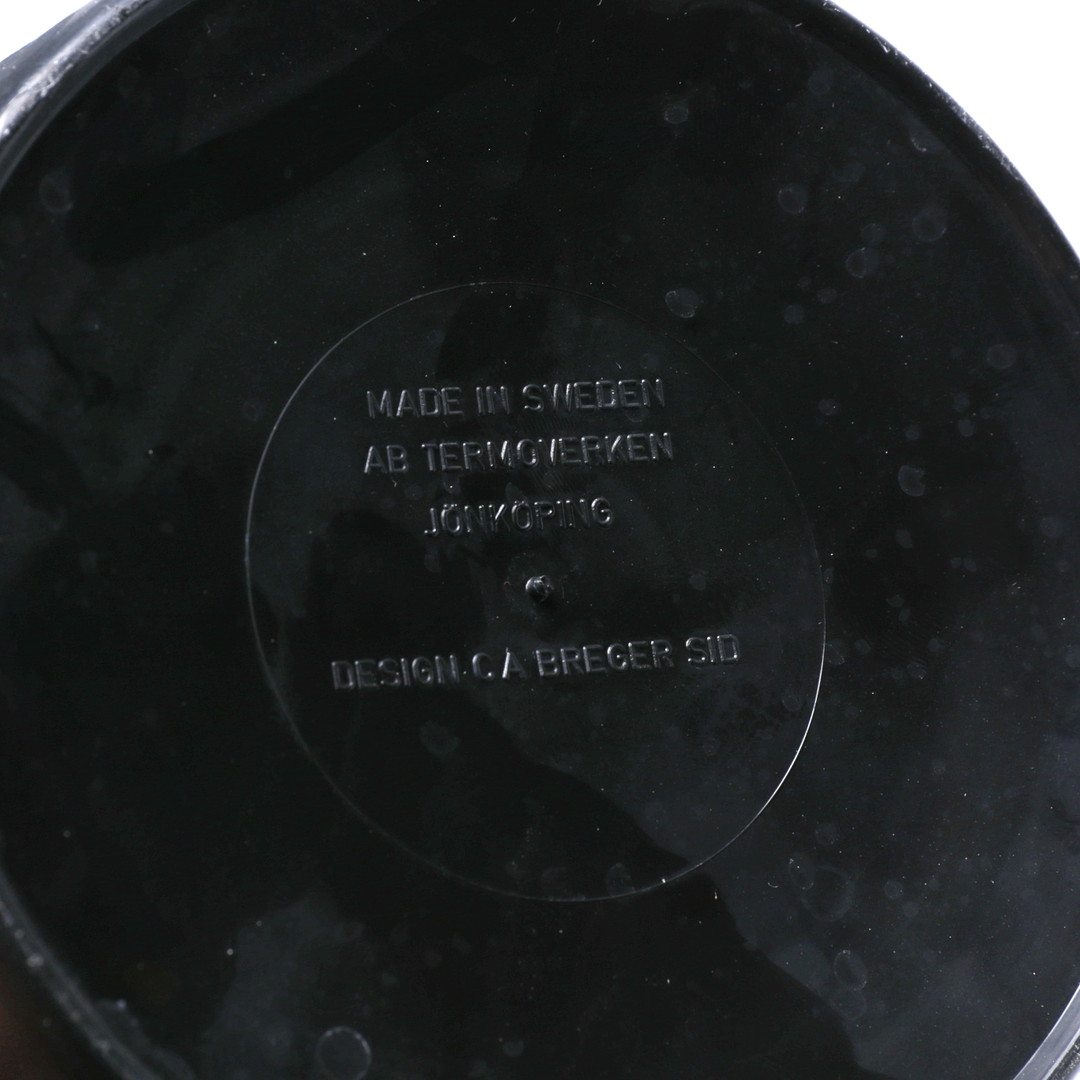 MADE IN SWEDEN
AB TERMOVERKEN
JÖNKÖPING
DESIGN·C A BREGER SID